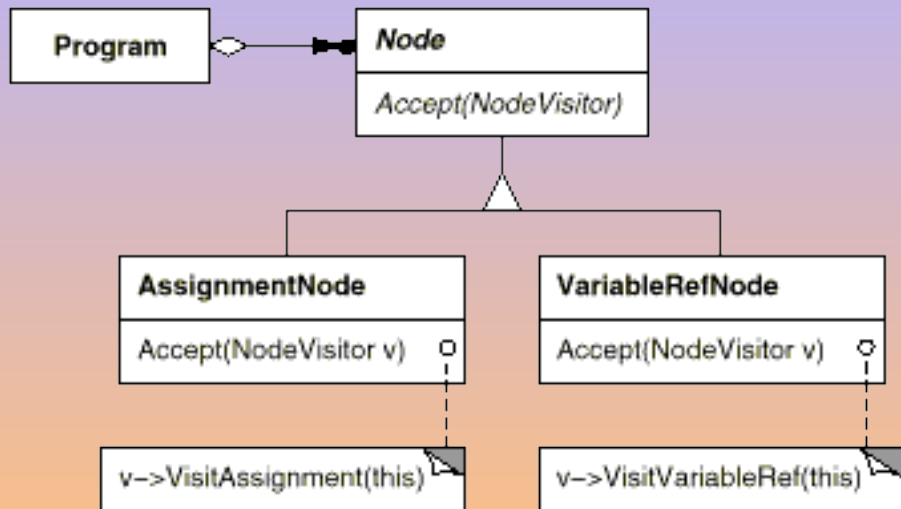 Program
Node
Accept(NodeVisitor)
AssignmentNode
Accept(NodeVisitor v)
VariableRefNode
Accept(NodeVisitor v)
v−>VisitAssignment(this)
v−>VisitVariableRef(this)